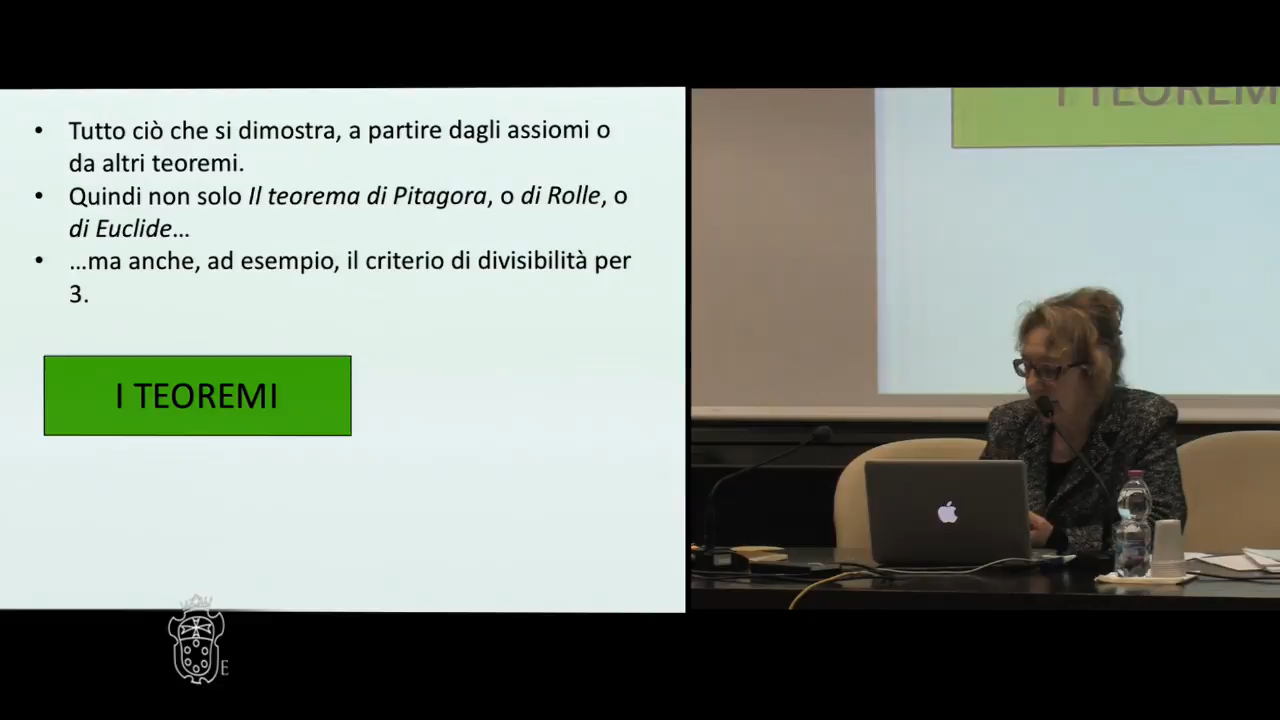 • Tutto ciò che si dimostra, a partire dagli assiomi o
da altri teoremi.
• Quindi non solo Il teorema di Pitagora, o di Rolle, o
di Euclide…
• …ma anche, ad esempio, il criterio di divisibilità per
3.
I TEOREMI
I TEOREM
E